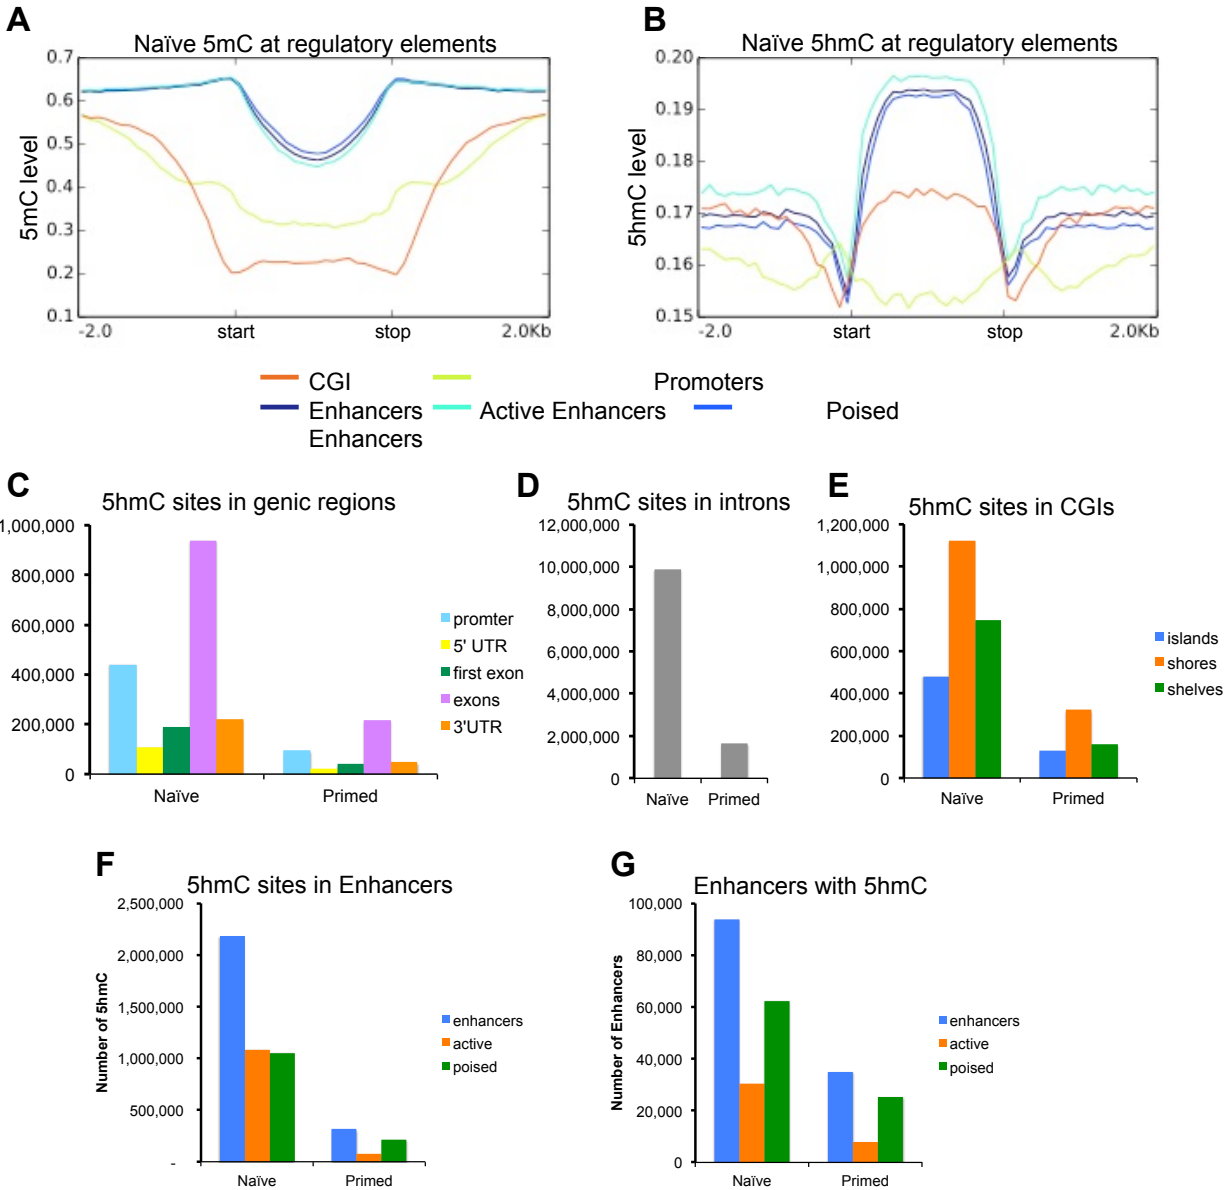 A
B
Naïve 5mC at regulatory elements
Naïve 5hmC at regulatory elements
5mC level
0.7
0.6
0.5
0.4
0.3
0.2
0.1
-2.0 start stop 2.0Kb
5hmC level
0.20
0.19
0.18
0.17
0.16
0.15
-2.0 start stop 2.0Kb
CGI Promoters
Enhancers Active Enhancers Poised
Enhancers
C
5hmC sites in genic regions
1,000,000
800,000
600,000
400,000
200,000
0
Naïve Primed
promter
5' UTR
first exon
exons
3'UTR
D
5hmC sites in introns
12,000,000
10,000,000
8,000,000
6,000,000
4,000,000
2,000,000
0
Naïve Primed
E
5hmC sites in CGIs
1,200,000
1,000,000
800,000
600,000
400,000
200,000
0
Naïve Primed
islands
shores
shelves
F
5hmC sites in Enhancers
Number of 5hmC
2,500,000
2,000,000
1,500,000
1,000,000
500,000
-
Naïve Primed
enhancers
active
poised
G
Enhancers with 5hmC
Number of Enhancers
100,000
80,000
60,000
40,000
20,000
0
Naïve Primed
enhancers
active
poised